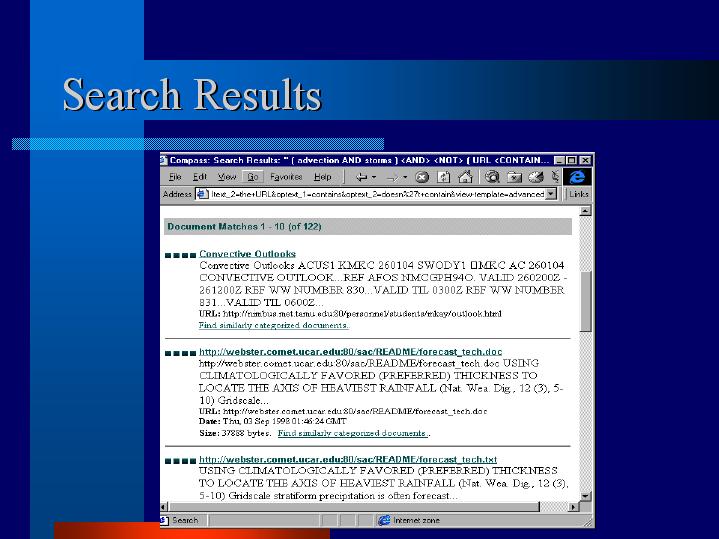 Search Results
Compass: Search Results: " ( advection AND storms ) <AND> <NOT> ( URL <CONTAIN...
File Edit View Go Favorites Help
Address ltext_2=the+URL&optext_1=contains&optext_2=doesn%27t+contain&view-template=advanced Links
Document Matches 1 - 10 (of 122)
Convective Outlooks
Convective Outlooks ACUS1 KMKC 260104 SWODY1 MKC AC 260104
CONVECTIVE OUTLOOK...REF AFOS NMCGPH94O. VALID 260200Z -
261200Z REF WW NUMBER 830...VALID TIL 0300Z REF WW NUMBER
831...VALID TIL 0600Z...
URL: http://nimbus.met.tamu.edu:80/personnel/students/mkay/outlook.html
Find similarly categorized documents.
http://webster.comet.ucar.edu:80/sac/README/forecast_tech.doc
http://webster.comet.ucar.edu:80/sac/README/forecast_tech.doc USING
CLIMATOLOGICALLY FAVORED (PREFERRED) THICKNESS TO
LOCATE THE AXIS OF HEAVIEST RAINFALL (Nat. Wea. Dig., 12 (3), 5-
10) Gridscale...
URL: http://webster.comet.ucar.edu:80/sac/README/forecast_tech.doc
Date: Thu, 03 Sep 1998 01:46:24 GMT
Size: 37888 bytes. Find similarly categorized documents..
http://webster.comet.ucar.edu:80/sac/README/forecast_tech.txt
USING CLIMATOLOGICALLY FAVORED (PREFERRED) THICKNESS
TO LOCATE THE AXIS OF HEAVIEST RAINFALL (Nat. Wea. Dig., 12 (3),
5-10) Gridscale stratiform precipitation is often forecast...
Search Internet zone